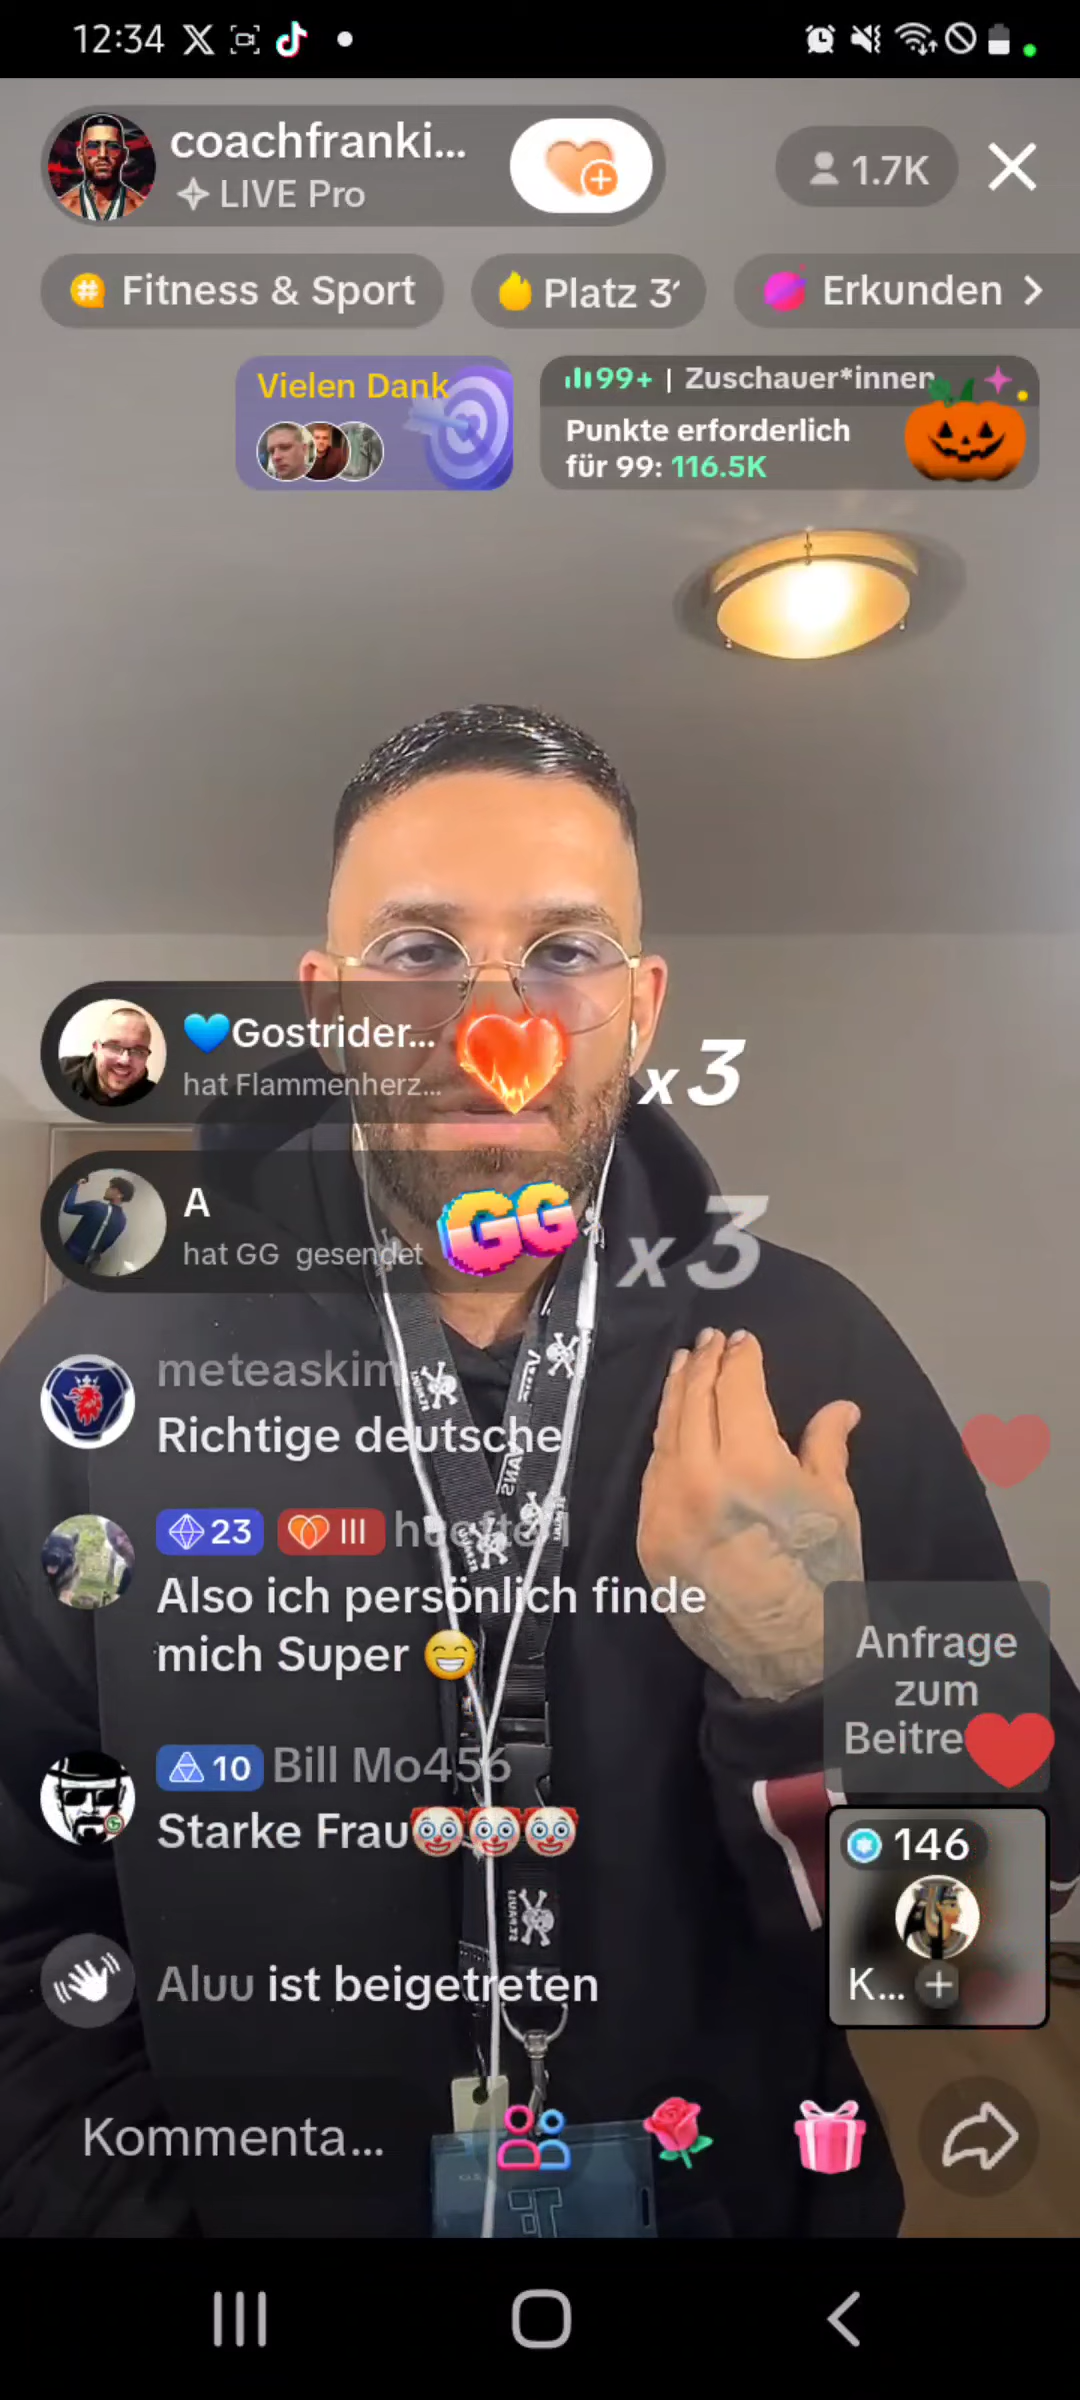 12:34
coachfranki...
LIVE Pro
1.7K
Fitness & Sport
Platz 3
Erkunden
Vielen Dank
99+ | Zuschauer*innen
Punkte erforderlich
für 99: 116.5K
Gostrider...
hat Flammenherz...
x3
A
hat GG gesendet
GG
x3
meteaskim
Richtige deutsche
23 III
Also ich persönlich finde
mich Super
10 Bill Mo456
Starke Frau
Aluu ist beigetreten
Anfrage
zum
Beitre
146
K...
Kommenta...
VANS